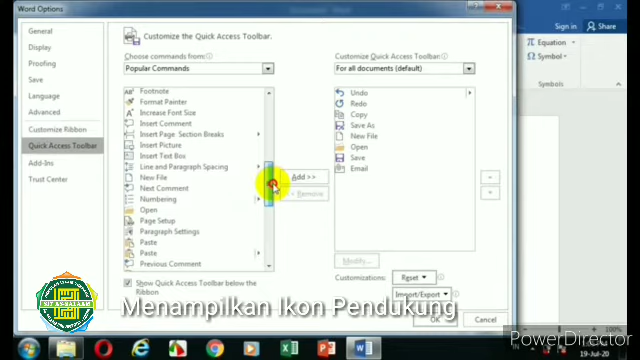 Word Options
Sign in
Share
General
Display
Proofing
Save
Language
Advanced
Customize Ribbon
Quick Access Toolbar
Add-Ins
Trust Center
Customize the Quick Access Toolbar.
Choose commands from:
Popular Commands
Footnote
Format Painter
Increase Font Size
Insert Comment
Insert Page Section Breaks
Insert Picture
Insert Text Box
Line and Paragraph Spacing
New File
Next Comment
Numbering
Open
Page Setup
Paragraph Settings
Paste
Paste
Previous Comment
Show Quick Access Toolbar below the
Ribbon
Add >>
<< Remove
Customize Quick Access Toolbar:
For all documents (default)
Undo
Redo
Copy
Save As
New File
Open
Save
Email
Modify...
Customizations:
Reset
Import/Export
OK
Cancel
Equation
Symbol
Symbols
Menampilkan Ikon Pendukung
100%
PowerDirector
19-Jul-20